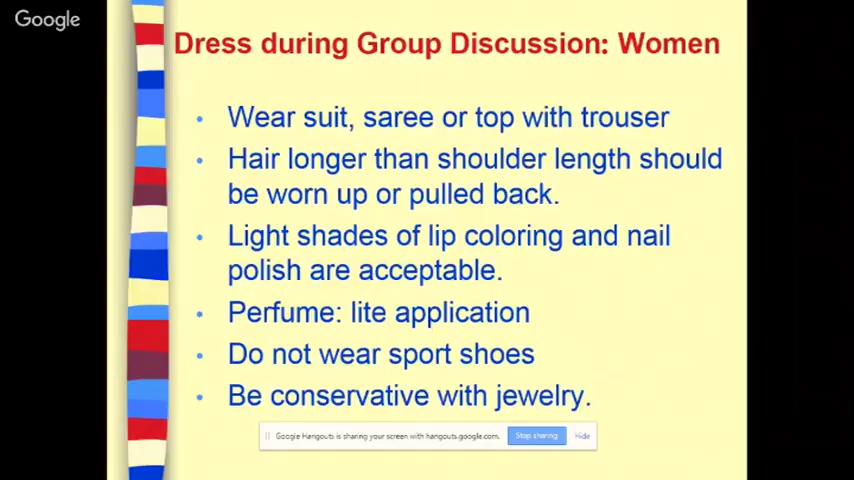 Google
Dress during Group Discussion: Women
• Wear suit, saree or top with trouser
• Hair longer than shoulder length should
be worn up or pulled back.
• Light shades of lip coloring and nail
polish are acceptable.
• Perfume: lite application
• Do not wear sport shoes
• Be conservative with jewelry.
Google Hangouts is sharing your screen with hangouts.google.com. Stop sharing Hide